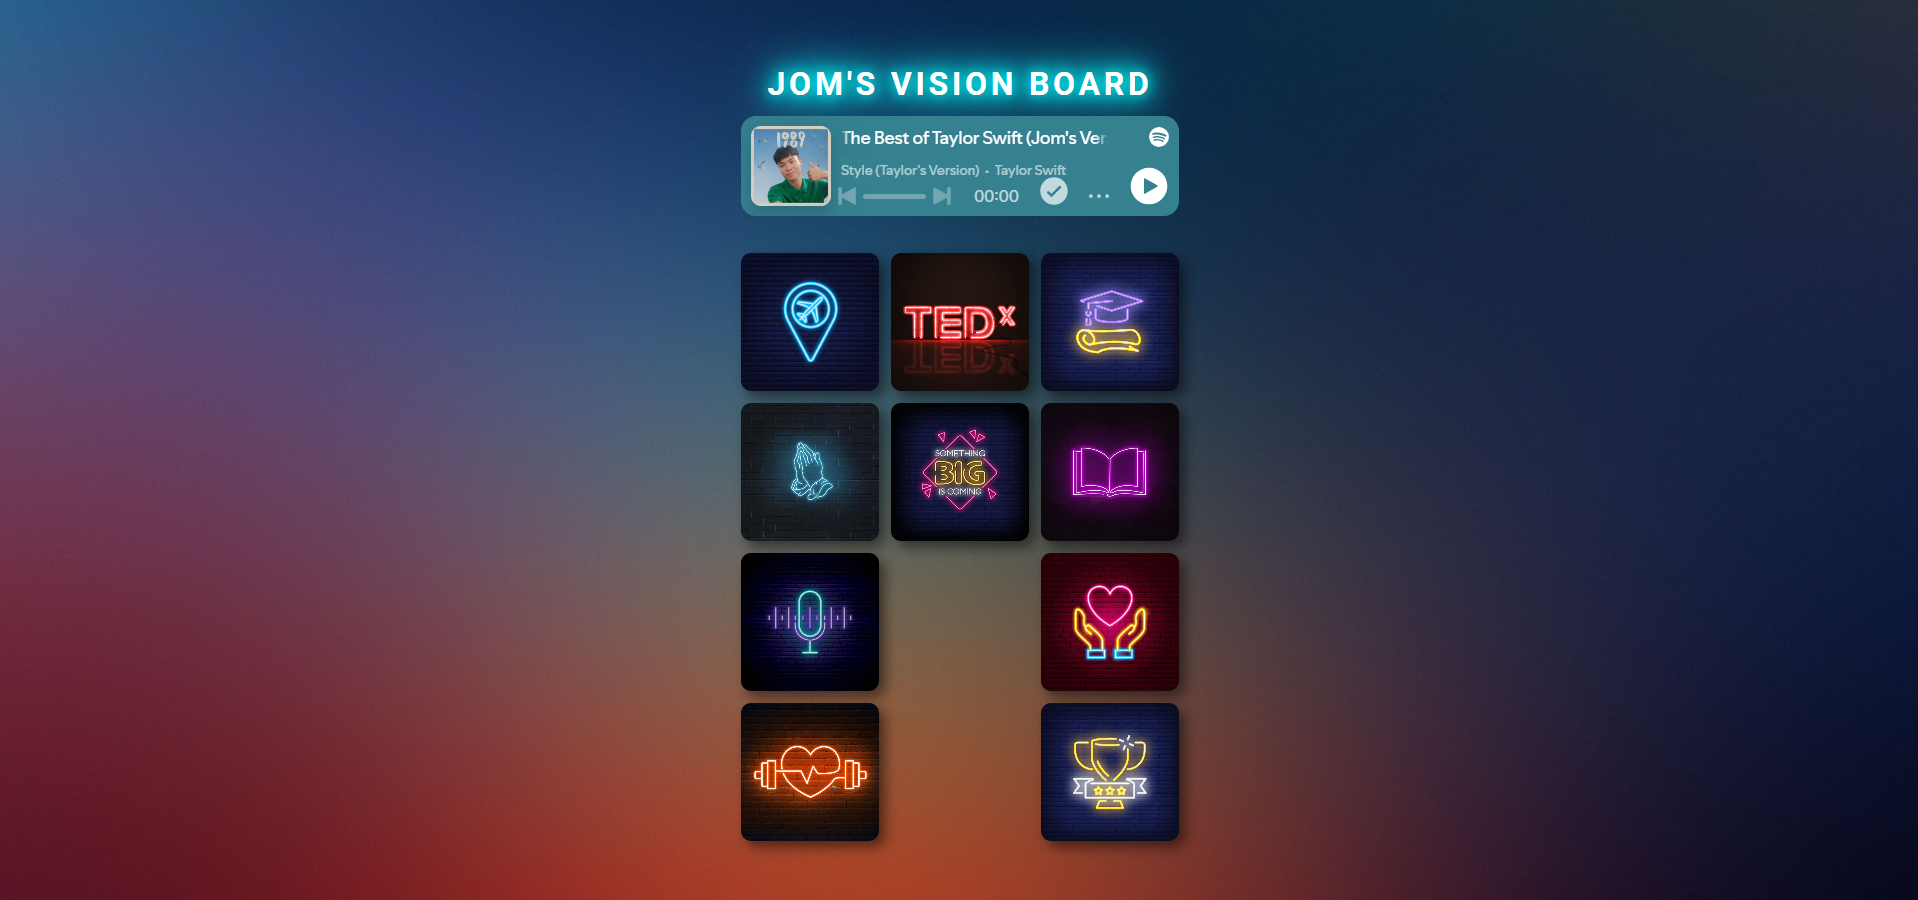 JOM'S VISION BOARD
1989
The Best of Taylor Swift (Jom's Ver
Style (Taylor's Version) • Taylor Swift
00:00
TEDx
SOMETHING
BIG
IS COMING